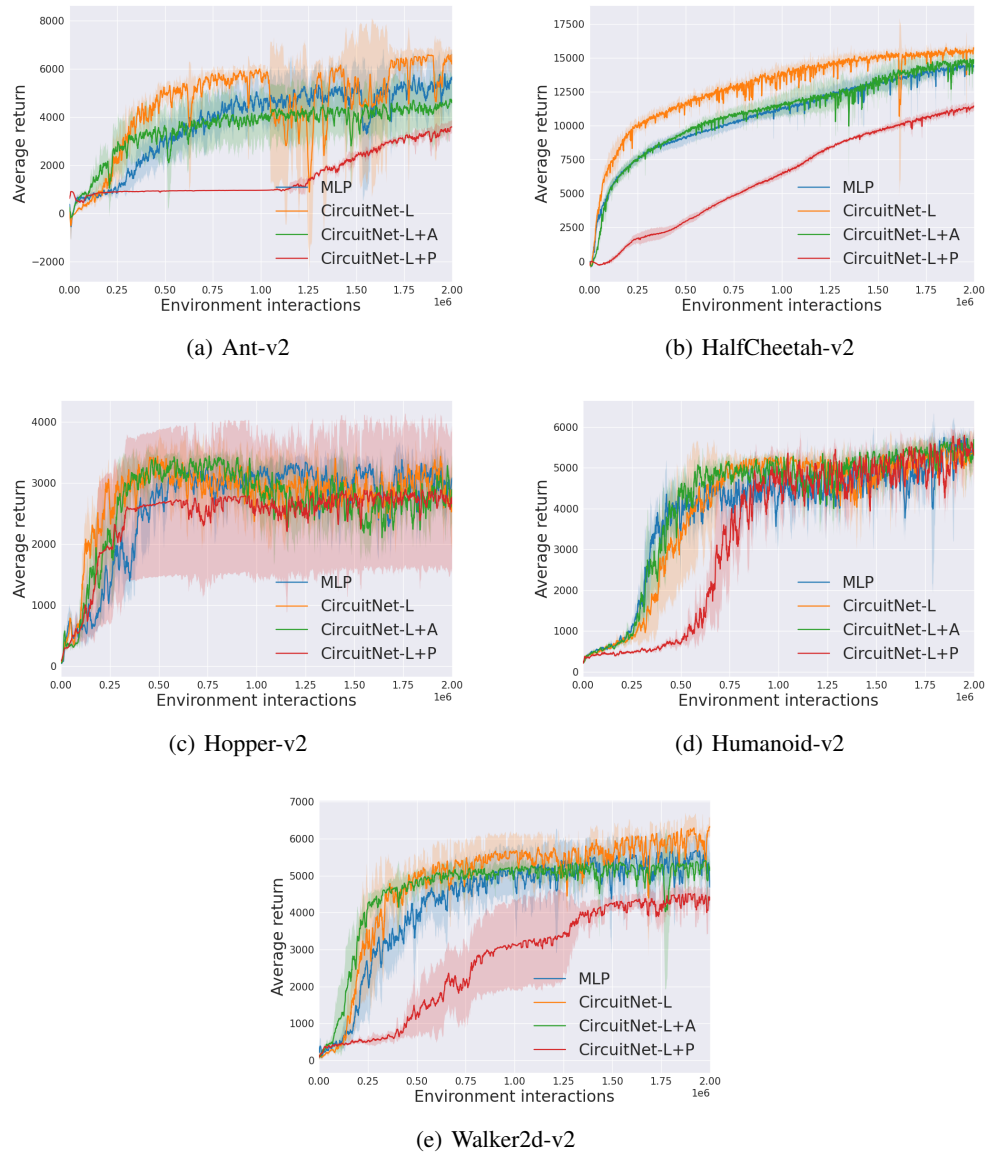 8000
6000
4000
2000
0
−2000
Average return
MLP
CircuitNet-L
CircuitNet-L+A
CircuitNet-L+P
0.00 0.25 0.50 0.75 1.00 1.25 1.50 1.75 2.00
1e6
Environment interactions
(a) Ant-v2
17500
15000
12500
10000
7500
5000
2500
0
Average return
MLP
CircuitNet-L
CircuitNet-L+A
CircuitNet-L+P
0.00 0.25 0.50 0.75 1.00 1.25 1.50 1.75 2.00
1e6
Environment interactions
(b) HalfCheetah-v2
4000
3000
2000
1000
0
Average return
MLP
CircuitNet-L
CircuitNet-L+A
CircuitNet-L+P
0.00 0.25 0.50 0.75 1.00 1.25 1.50 1.75 2.00
1e6
Environment interactions
(c) Hopper-v2
6000
5000
4000
3000
2000
1000
0
Average return
MLP
CircuitNet-L
CircuitNet-L+A
CircuitNet-L+P
0.00 0.25 0.50 0.75 1.00 1.25 1.50 1.75 2.00
1e6
Environment interactions
(d) Humanoid-v2
7000
6000
5000
4000
3000
2000
1000
0
Average return
MLP
CircuitNet-L
CircuitNet-L+A
CircuitNet-L+P
0.00 0.25 0.50 0.75 1.00 1.25 1.50 1.75 2.00
1e6
Environment interactions
(e) Walker2d-v2